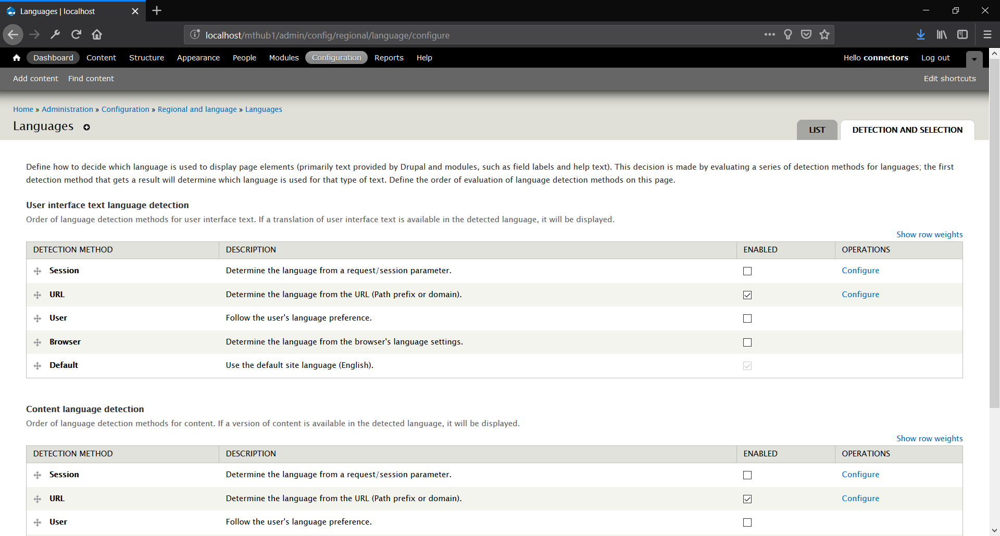 Languages | localhost
localhost/mthub1/admin/config/regional/language/configure
Dashboard Content Structure Appearance People Modules Configuration Reports Help Hello connectors Log out
Add content Find content Edit shortcuts
Home » Administration » Configuration » Regional and language » Languages
Languages
LIST DETECTION AND SELECTION
Define how to decide which language is used to display page elements (primarily text provided by Drupal and modules, such as field labels and help text). This decision is made by evaluating a series of detection methods for languages; the first
detection method that gets a result will determine which language is used for that type of text. Define the order of evaluation of language detection methods on this page.
User interface text language detection
Order of language detection methods for user interface text. If a translation of user interface text is available in the detected language, it will be displayed.
Show row weights
DETECTION METHOD DESCRIPTION ENABLED OPERATIONS
Session Determine the language from a request/session parameter. Configure
URL Determine the language from the URL (Path prefix or domain). Configure
User Follow the user's language preference.
Browser Determine the language from the browser's language settings.
Default Use the default site language (English).
Content language detection
Order of language detection methods for content. If a version of content is available in the detected language, it will be displayed.
Show row weights
DETECTION METHOD DESCRIPTION ENABLED OPERATIONS
Session Determine the language from a request/session parameter. Configure
URL Determine the language from the URL (Path prefix or domain). Configure
User Follow the user's language preference.